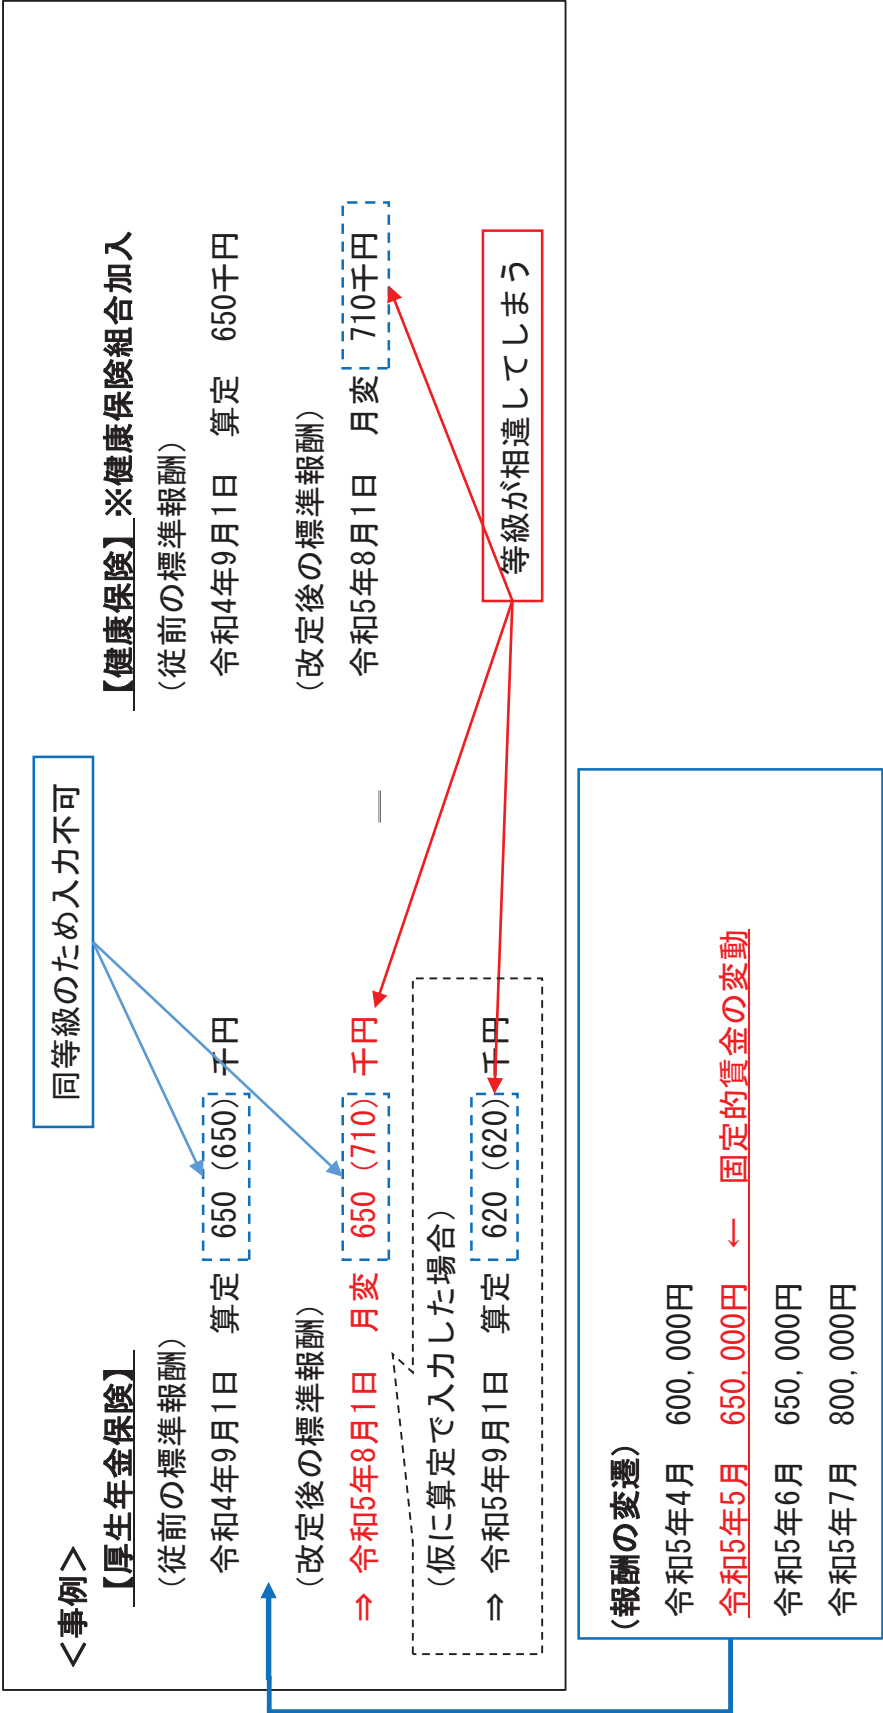 ＜事例＞
【厚生年金保険】
（従前の標準報酬）
令和4年9月1日　算定　650（650）千円
（改定後の標準報酬）
⇒ 令和5年8月1日　月変　650（710）千円
（仮に算定で入力した場合）
⇒ 令和5年9月1日　算定　620（620）千円
同等級のため入力不可
【健康保険】※健康保険組合加入
（従前の標準報酬）
令和4年9月1日　算定　650千円
（改定後の標準報酬）
令和5年8月1日　月変　710千円
等級が相違してしまう
（報酬の変遷）
令和5年4月　600,000円
令和5年5月　650,000円　←　固定的賃金の変動
令和5年6月　650,000円
令和5年7月　800,000円